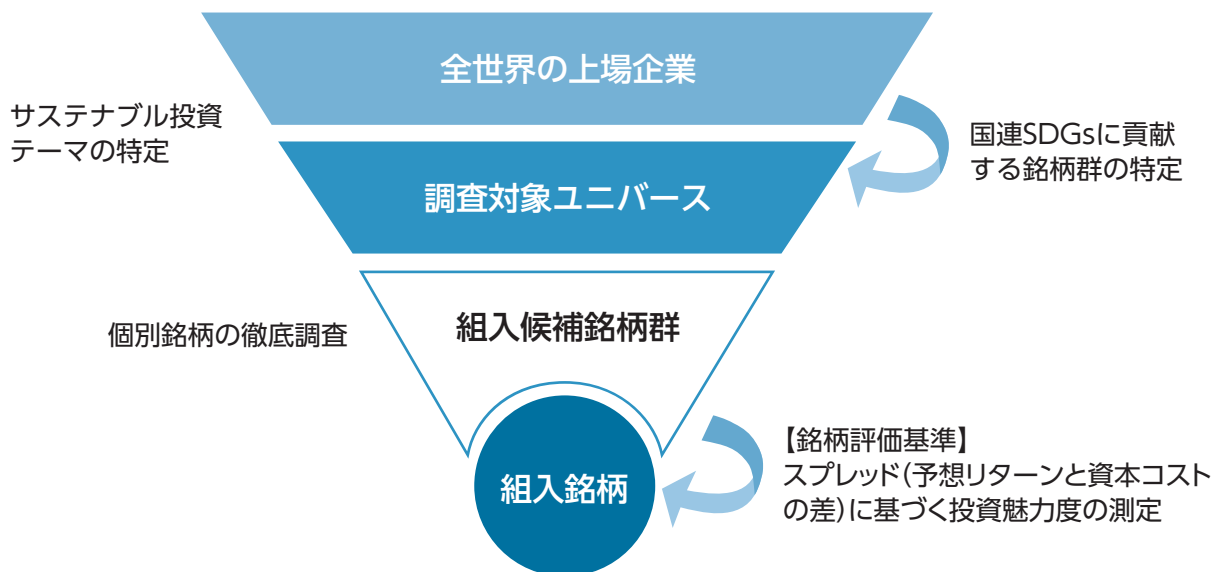 全世界の上場企業
サステナブル投資
テーマの特定
国連SDGsに貢献
する銘柄群の特定
調査対象ユニバース
個別銘柄の徹底調査
組入候補銘柄群
組入銘柄
【銘柄評価基準】
スプレッド(予想リターンと資本コスト
の差)に基づく投資魅力度の測定